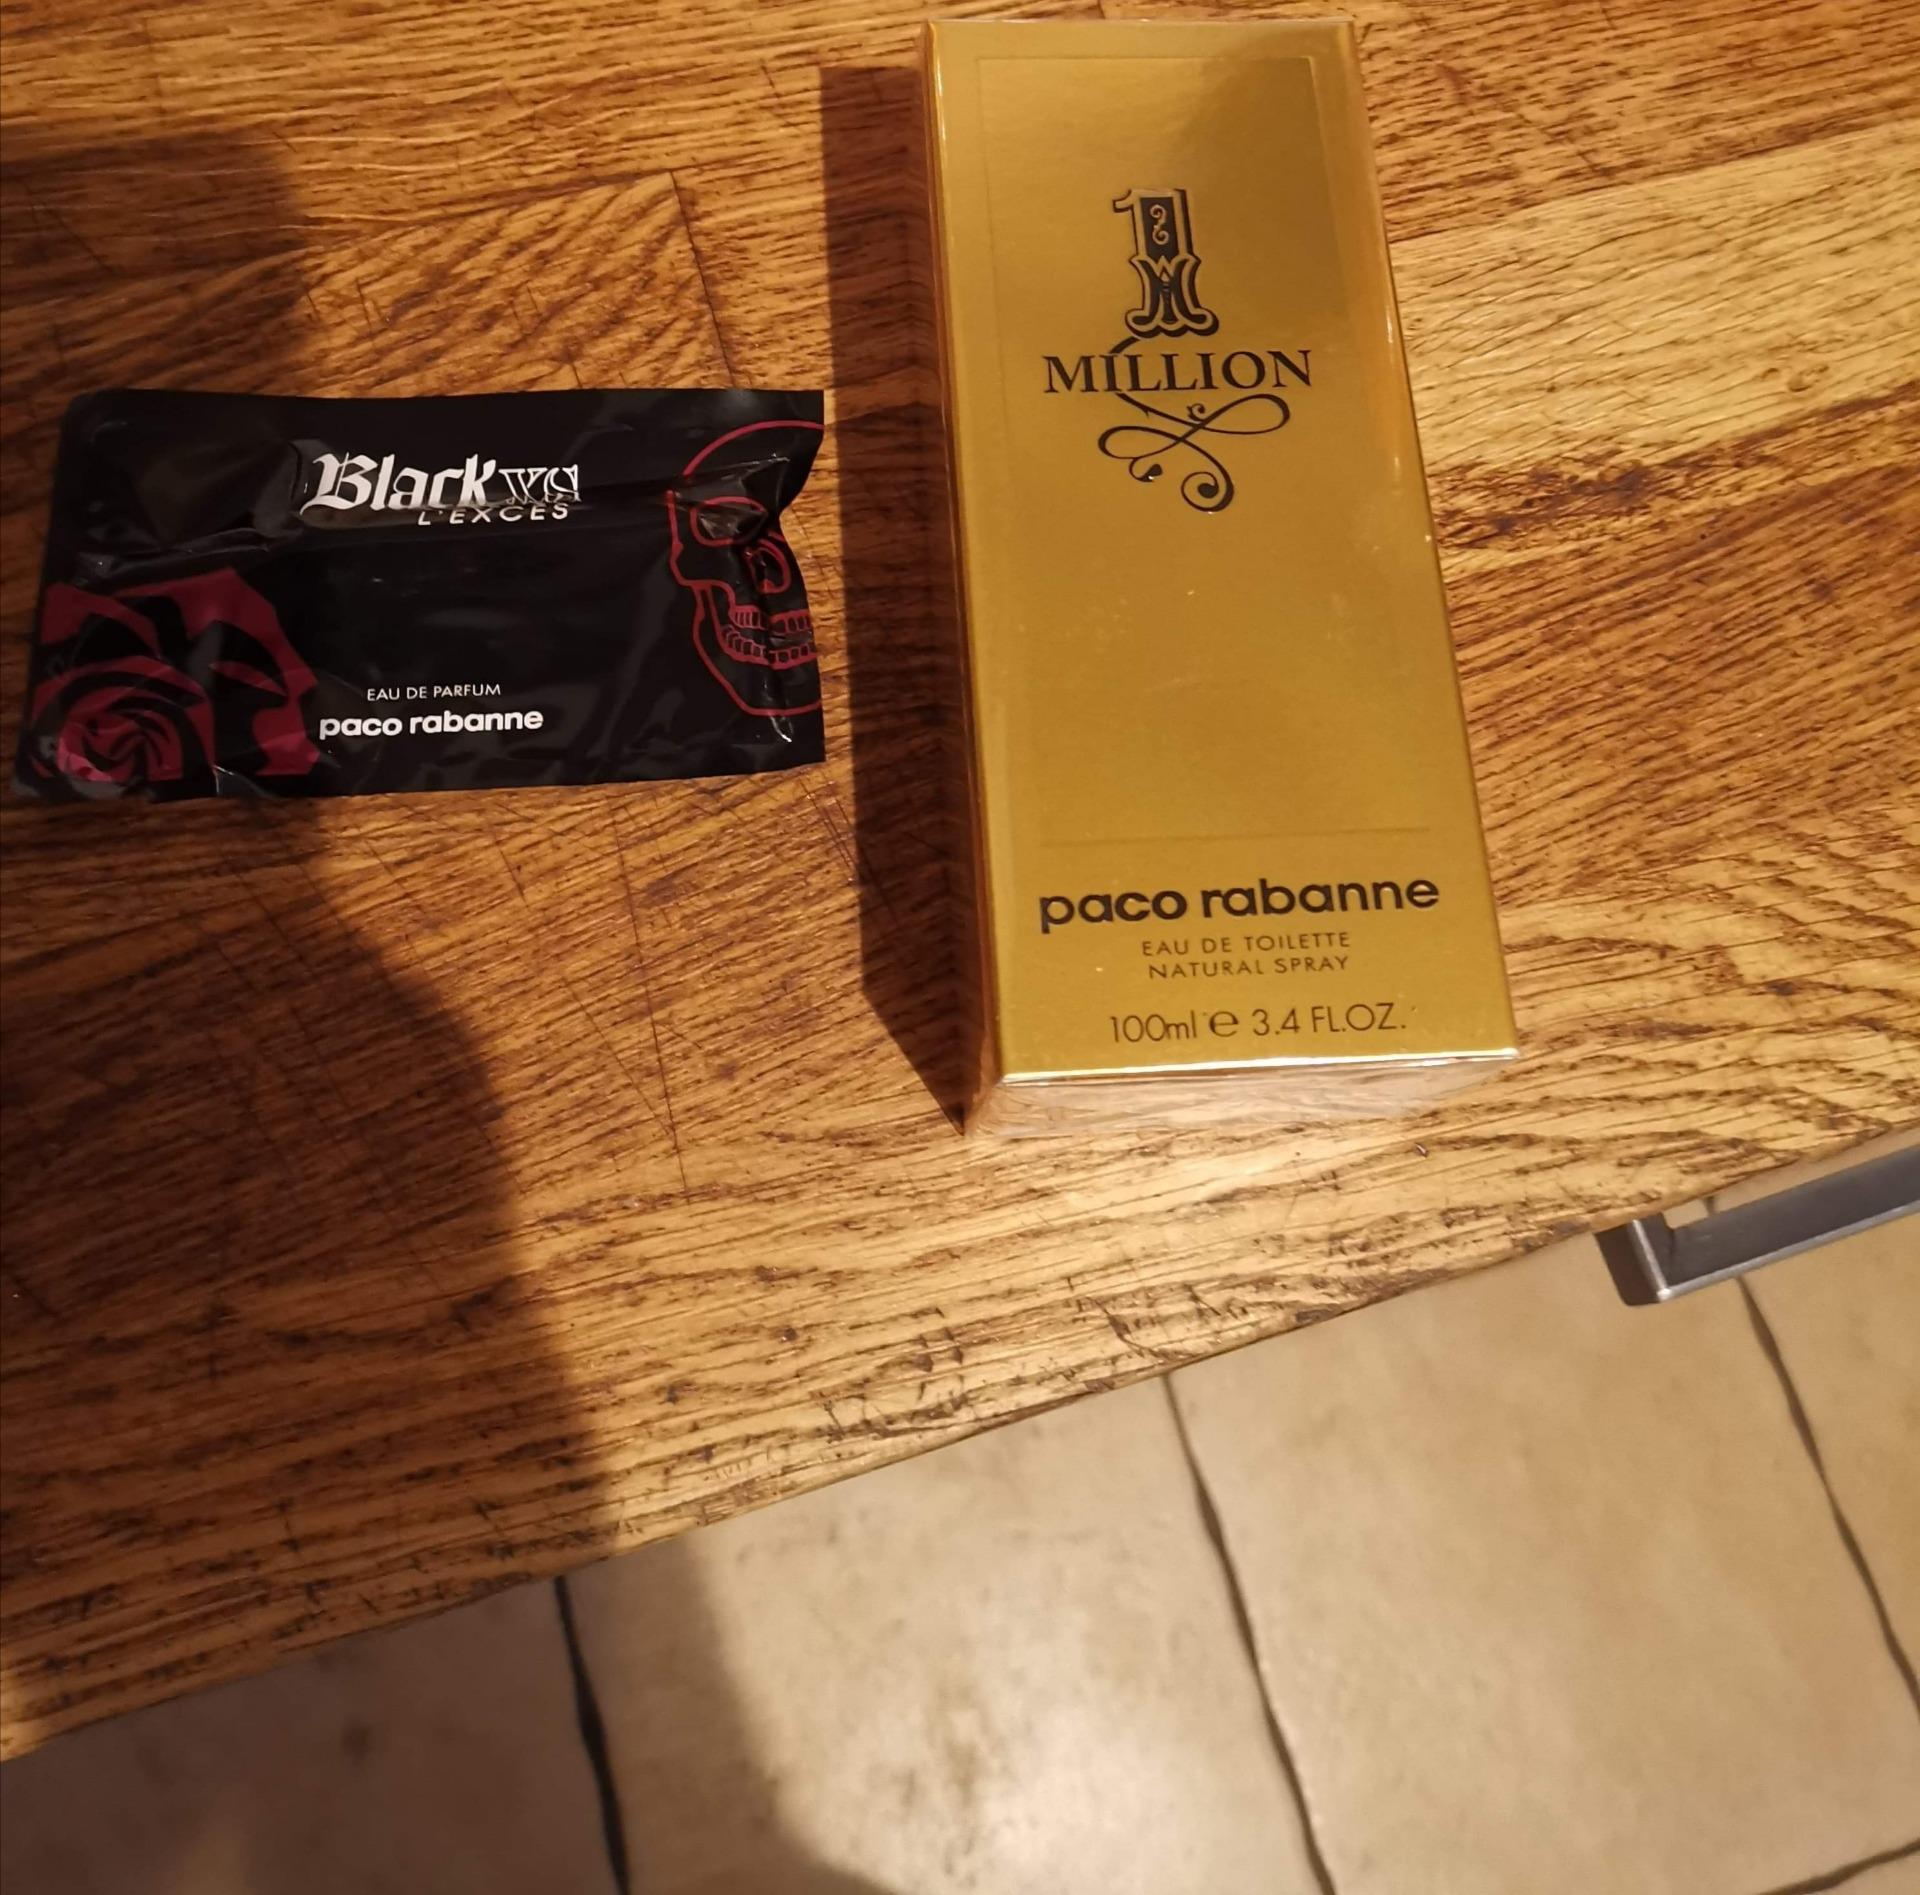 Black XS
L'EXCES
EAU DE PARFUM
paco rabanne
1
MILLION
paco rabanne
EAU DE TOILETTE
NATURAL SPRAY
100ml ℮ 3.4 FL.OZ.